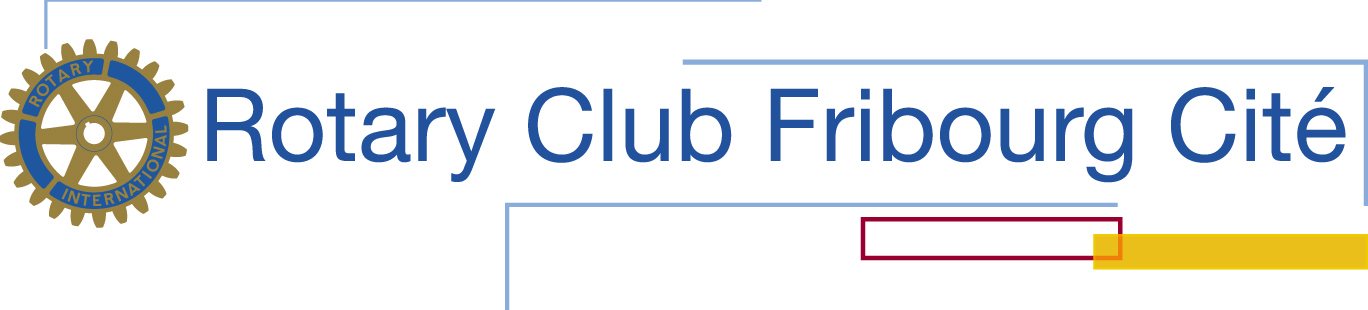 ROTARY
INTERNATIONAL
Rotary Club Fribourg Cité